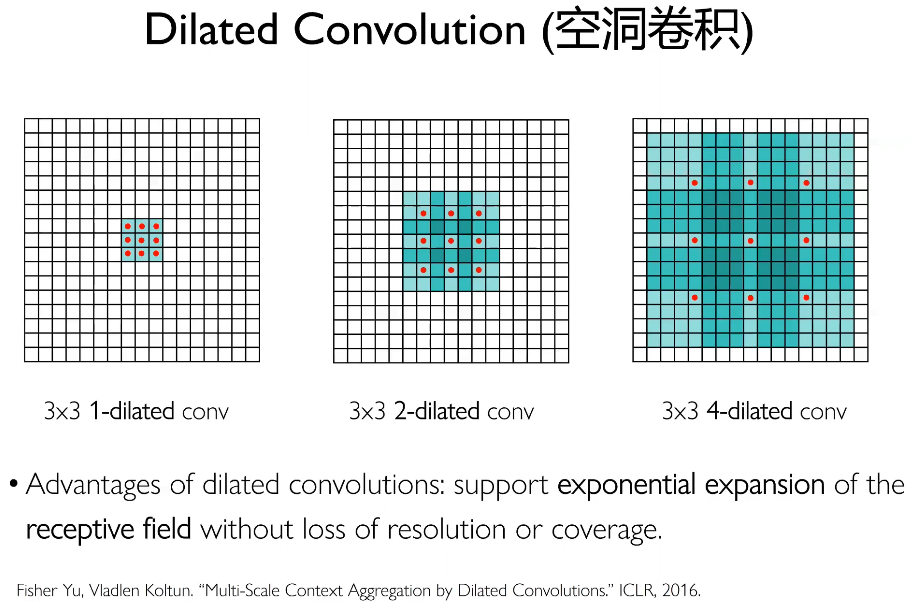 Dilated Convolution (空洞卷积)
3x3 1-dilated conv
3x3 2-dilated conv
3x3 4-dilated conv
• Advantages of dilated convolutions: support exponential expansion of the
receptive field without loss of resolution or coverage.
Fisher Yu, Vladlen Koltun. “Multi-Scale Context Aggregation by Dilated Convolutions.” ICLR, 2016.